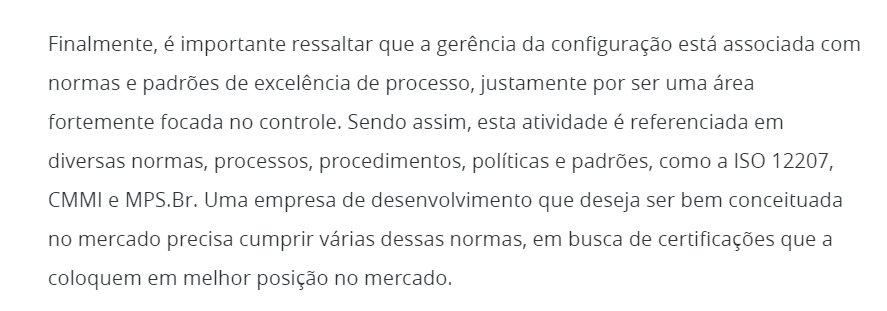 Finalmente, é importante ressaltar que a gerência da configuração está associada com
normas e padrões de excelência de processo, justamente por ser uma área
fortemente focada no controle. Sendo assim, esta atividade é referenciada em
diversas normas, processos, procedimentos, políticas e padrões, como a ISO 12207,
CMMI e MPS.Br. Uma empresa de desenvolvimento que deseja ser bem conceituada
no mercado precisa cumprir várias dessas normas, em busca de certificações que a
coloquem em melhor posição no mercado.